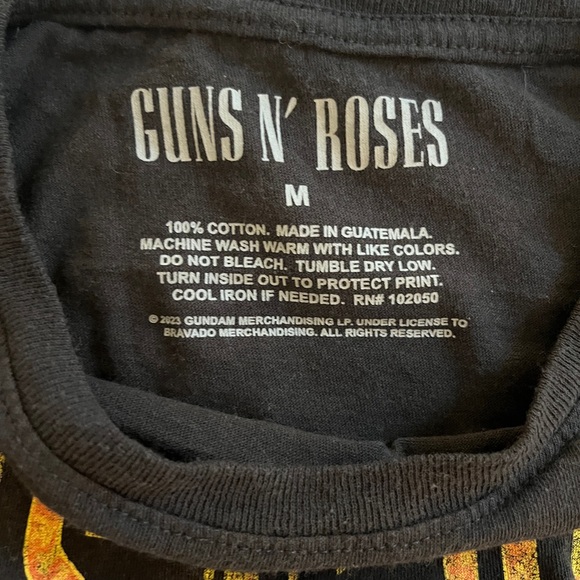 GUNS N' ROSES
M
100% COTTON. MADE IN GUATEMALA.
MACHINE WASH WARM WITH LIKE COLORS.
DO NOT BLEACH. TUMBLE DRY LOW.
TURN INSIDE OUT TO PROTECT PRINT.
COOL IRON IF NEEDED. RN# 102050
© 2023 GUNDAM MERCHANDISING LP. UNDER LICENSE TO
BRAVADO MERCHANDISING. ALL RIGHTS RESERVED.